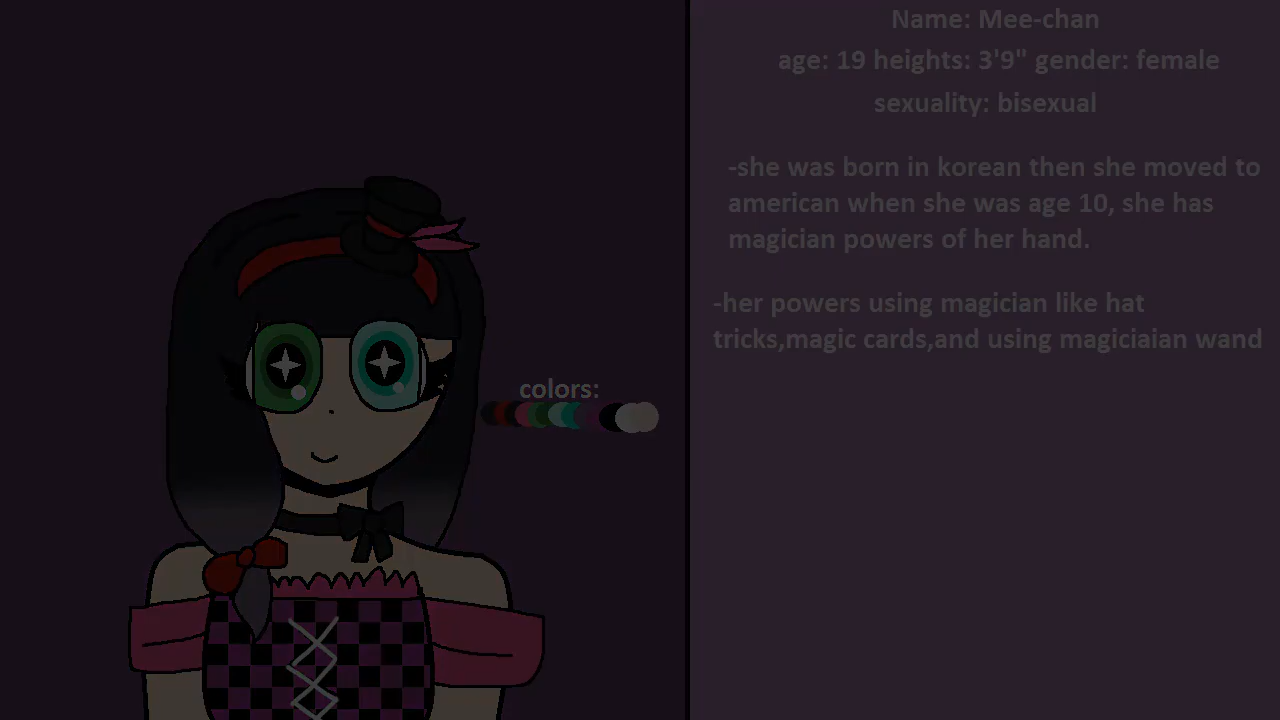 Name: Mee-chan
age: 19 heights: 3'9" gender: female
sexuality: bisexual
-she was born in korean then she moved to
american when she was age 10, she has
magician powers of her hand.
-her powers using magician like hat
tricks,magic cards,and using magiciaian wand
colors: